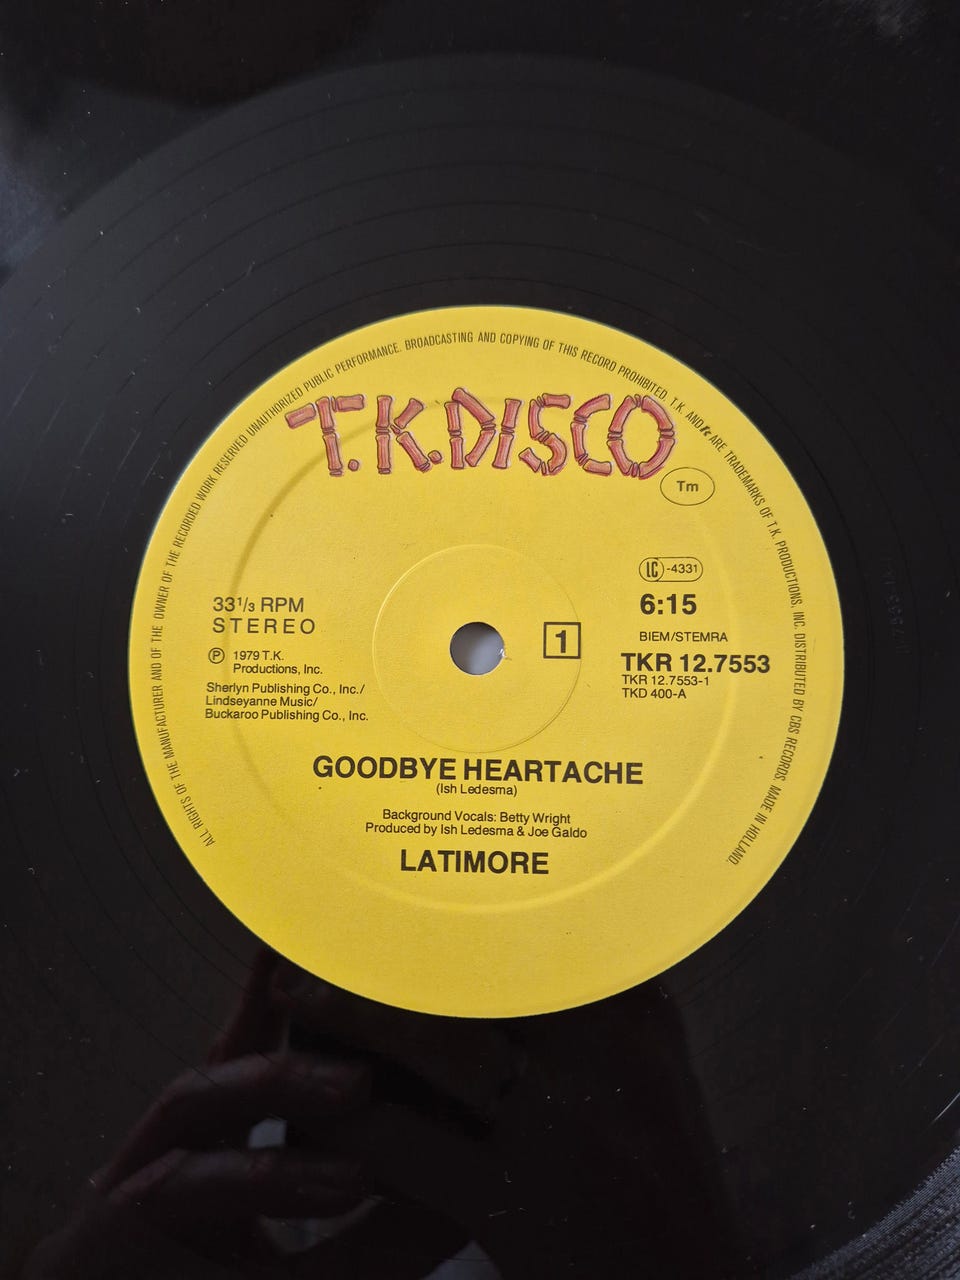 ALL RIGHTS OF THE MANUFACTURER AND OF THE OWNER OF THE RECORDED WORK RESERVED UNAUTHORIZED PUBLIC PERFORMANCE. BROADCASTING AND COPYING OF THIS RECORD PROHIBITED. T.K. AND ARE TRADEMARKS OF T.K. PRODUCTIONS, INC. DISTRIBUTED BY CBS RECORDS. MADE IN HOLLAND.
T.K.DISCO
Tm
LC-4331
33 1/3 RPM
STEREO
6:15
1
BIEM/STEMRA
℗ 1979 T.K.
Productions, Inc.
TKR 12.7553
TKR 12.7553-1
TKD 400-A
Sherlyn Publishing Co., Inc./
Lindseyanne Music/
Buckaroo Publishing Co., Inc.
GOODBYE HEARTACHE
(Ish Ledesma)
Background Vocals: Betty Wright
Produced by Ish Ledesma & Joe Galdo
LATIMORE